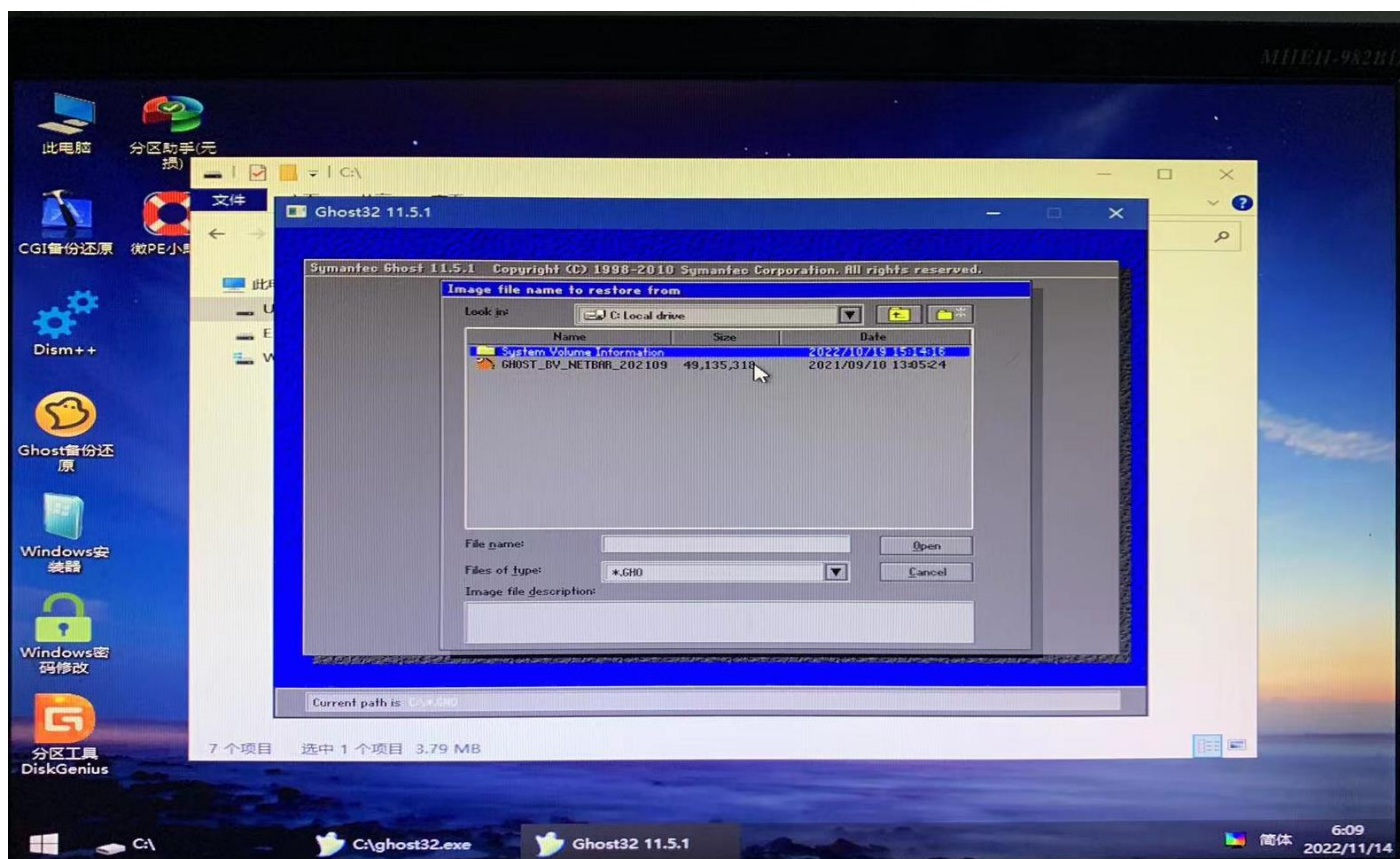 此电脑
分区助手(无
损)
C:\
文件
CGI备份还原
微PE小
Dism++
Ghost备份还
原
Windows安
装器
Windows密
码修改
分区工具
DiskGenius
Ghost32 11.5.1
Symantec Ghost 11.5.1 Copyright (C) 1998-2010 Symantec Corporation. All rights reserved.
Image file name to restore from
Look in: C: Local drive
Name Size Date
System Volume Information 2022/10/19 15:14:16
GHOST_BV_NETBAR_202109 49,135,318 2021/09/10 13:05:24
File name:
Open
Files of type: *.GHO
Cancel
Image file description:
Current path is C:\*.GHO
7 个项目 选中 1 个项目 3.79 MB
C:\
C:\ghost32.exe
Ghost32 11.5.1
简体
6:09
2022/11/14